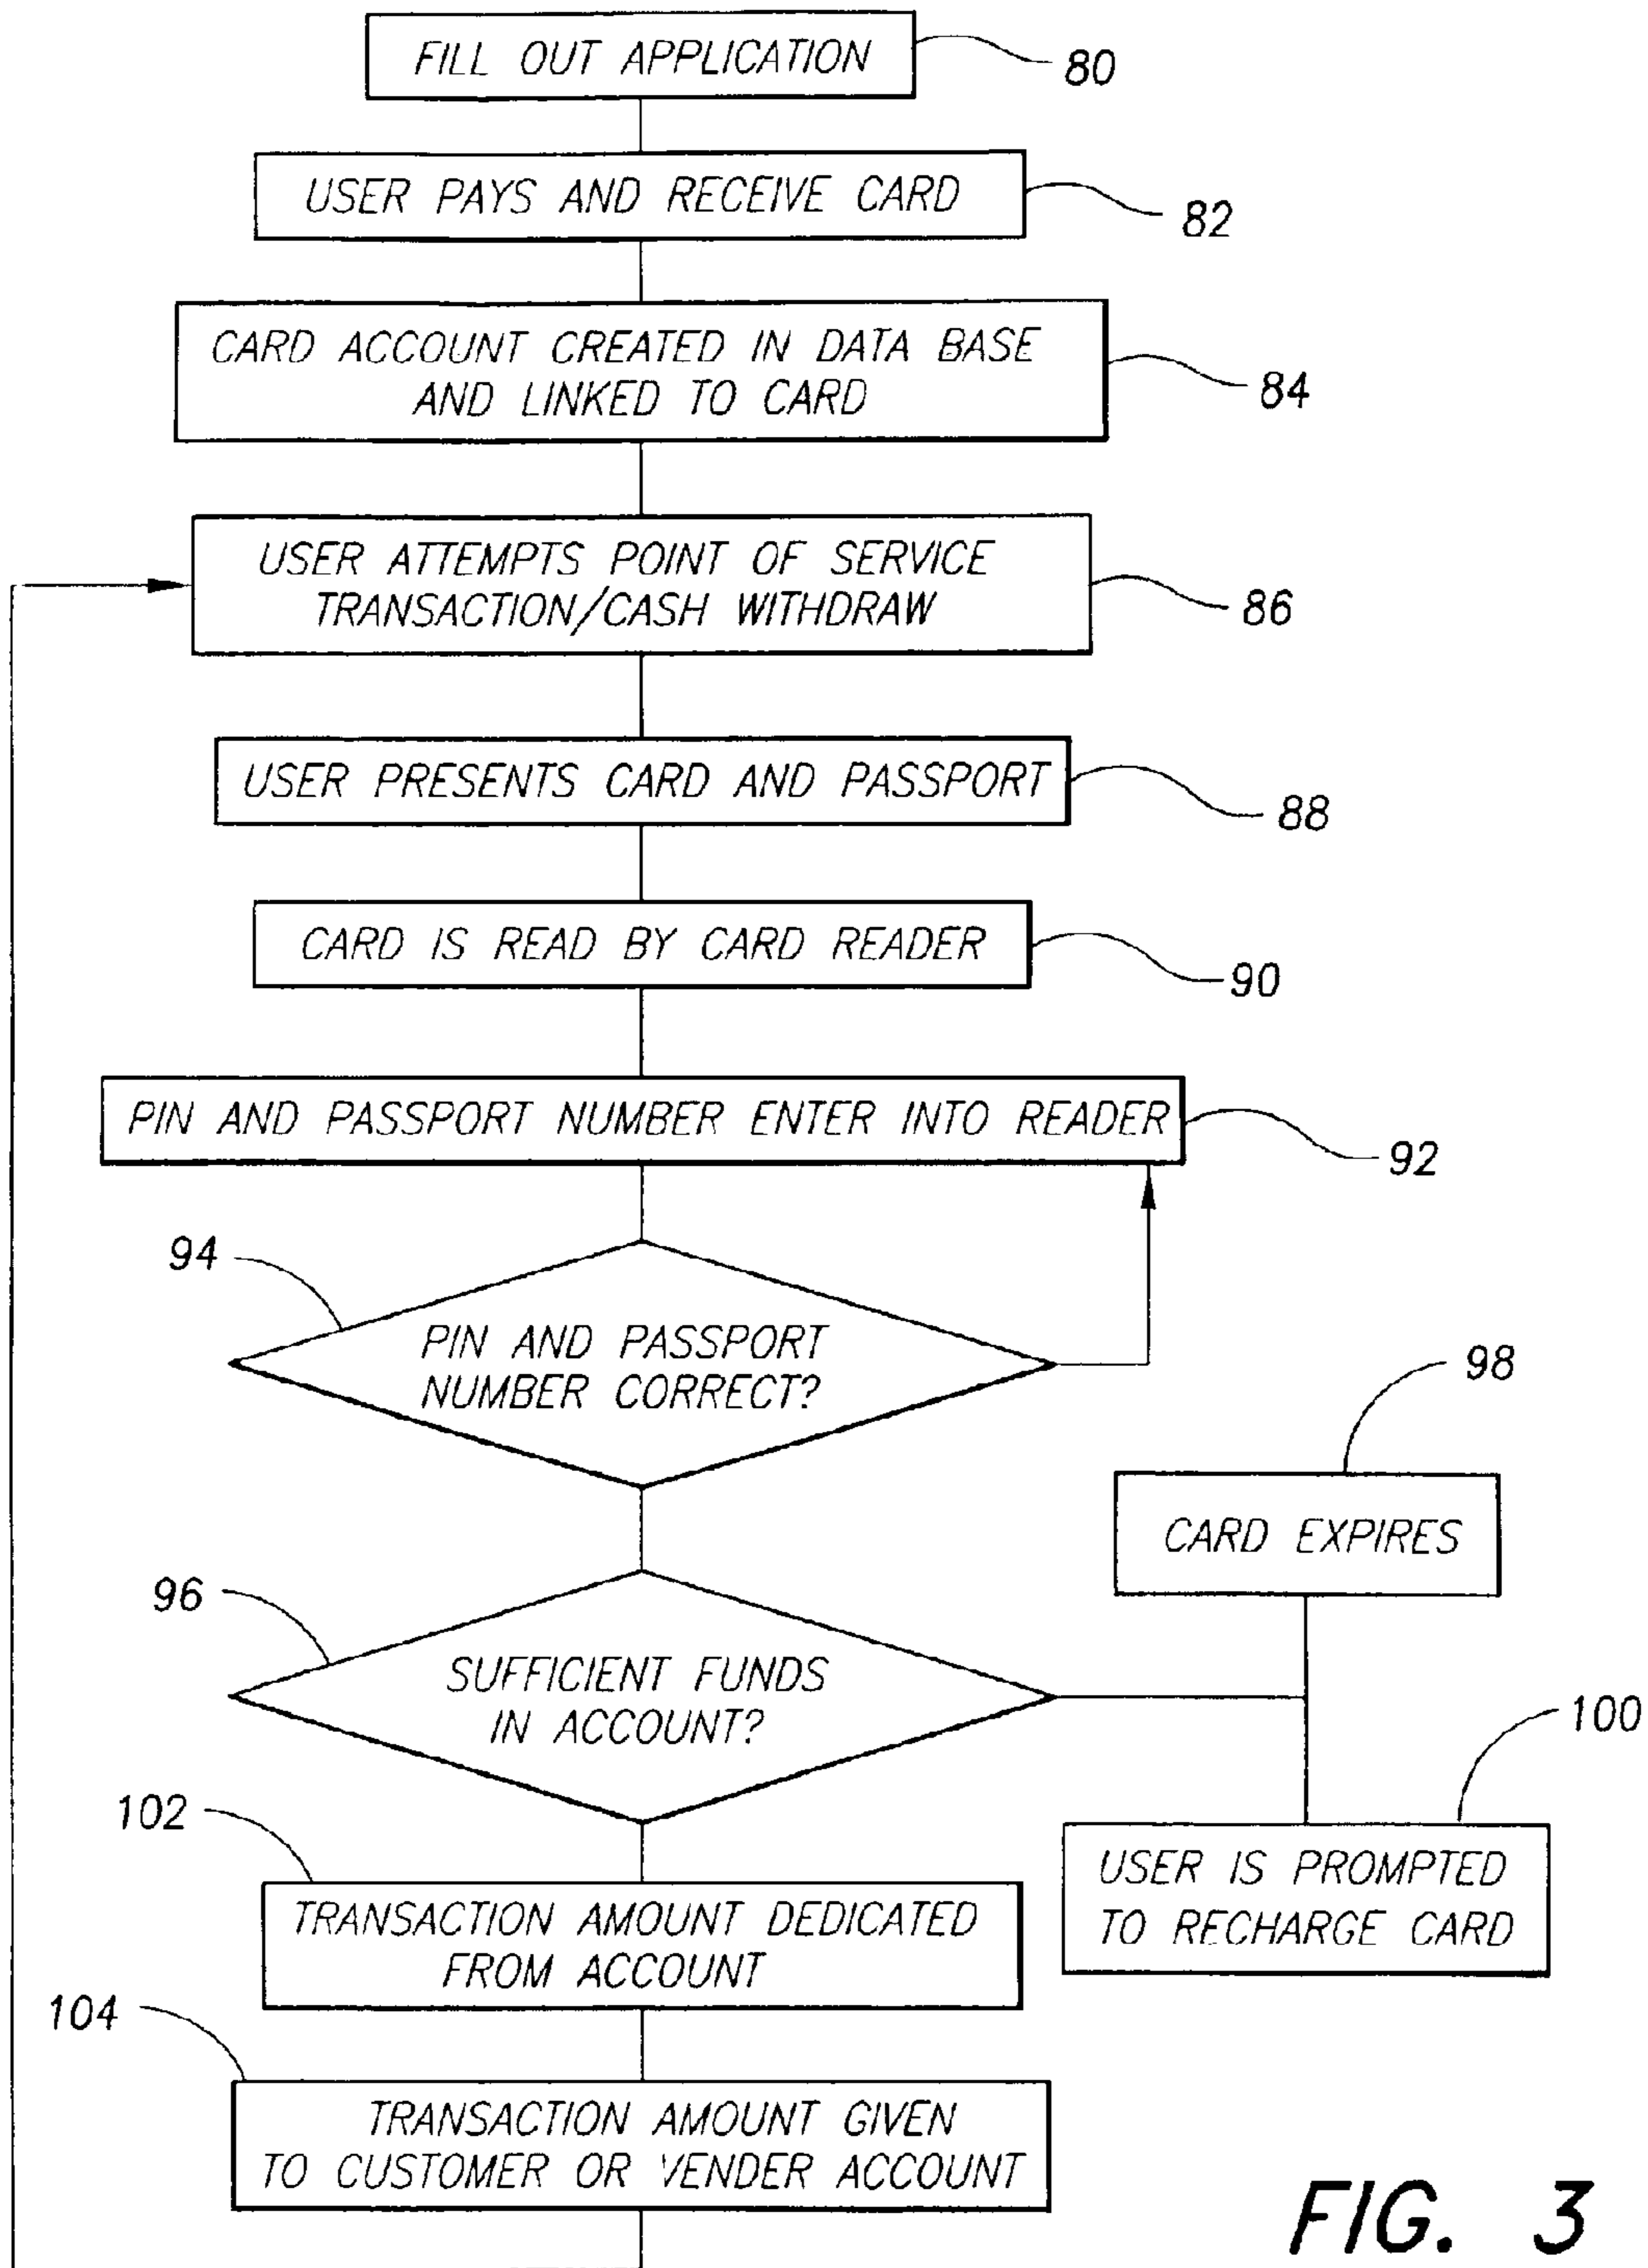 FILL OUT APPLICATION
80
USER PAYS AND RECEIVE CARD
82
CARD ACCOUNT CREATED IN DATA BASE
AND LINKED TO CARD
84
USER ATTEMPTS POINT OF SERVICE
TRANSACTION/CASH WITHDRAW
86
USER PRESENTS CARD AND PASSPORT
88
CARD IS READ BY CARD READER
90
PIN AND PASSPORT NUMBER ENTER INTO READER
92
94
PIN AND PASSPORT
NUMBER CORRECT?
98
CARD EXPIRES
96
SUFFICIENT FUNDS
IN ACCOUNT?
100
USER IS PROMPTED
TO RECHARGE CARD
102
TRANSACTION AMOUNT DEDICATED
FROM ACCOUNT
104
TRANSACTION AMOUNT GIVEN
TO CUSTOMER OR VENDER ACCOUNT
FIG. 3